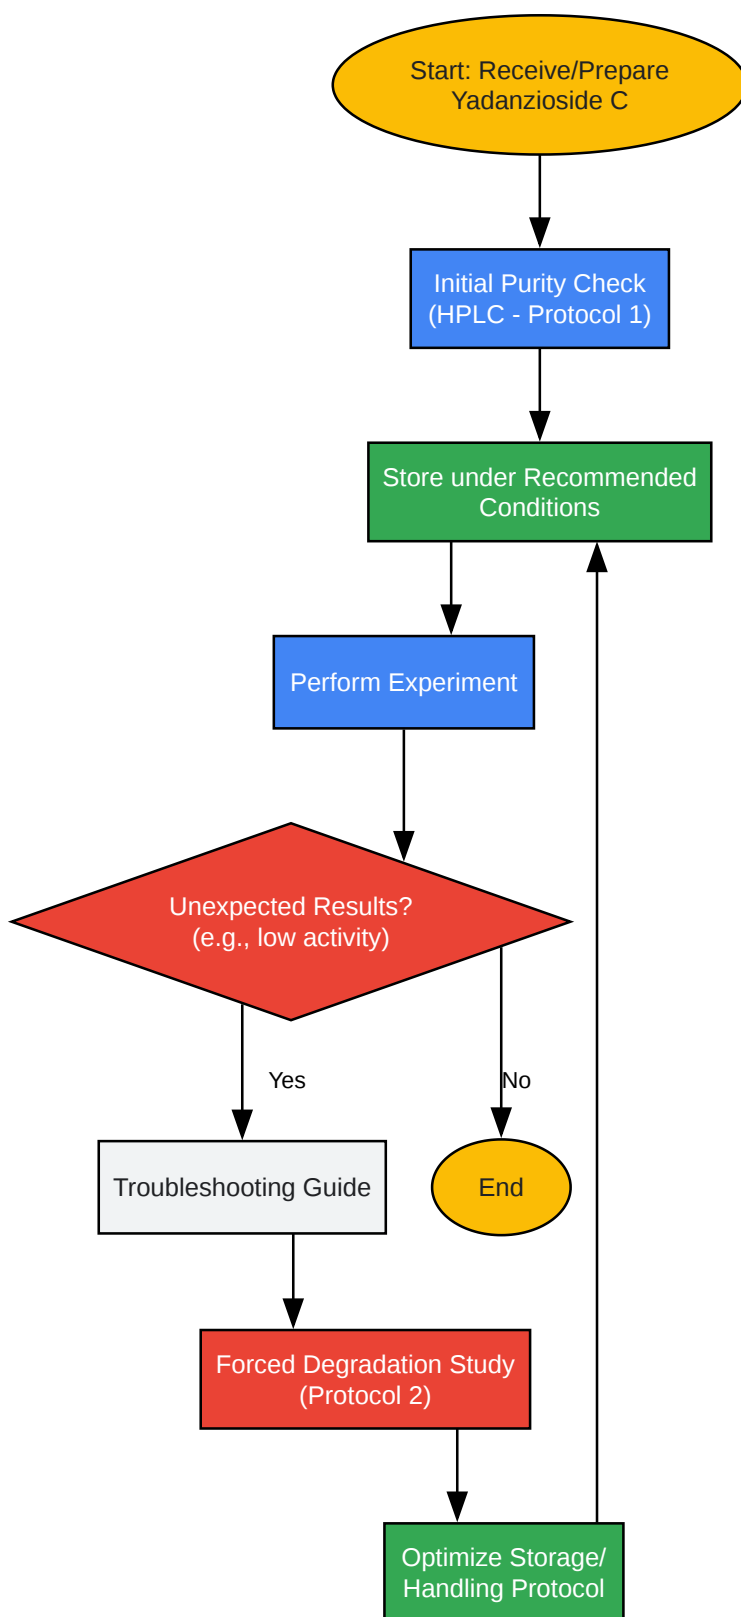 Start: Receive/Prepare
Yadanzioside C
Initial Purity Check
(HPLC - Protocol 1)
Store under Recommended
Conditions
Perform Experiment
Unexpected Results?
(e.g., low activity)
Yes
No
Troubleshooting Guide
End
Forced Degradation Study
(Protocol 2)
Optimize Storage/
Handling Protocol